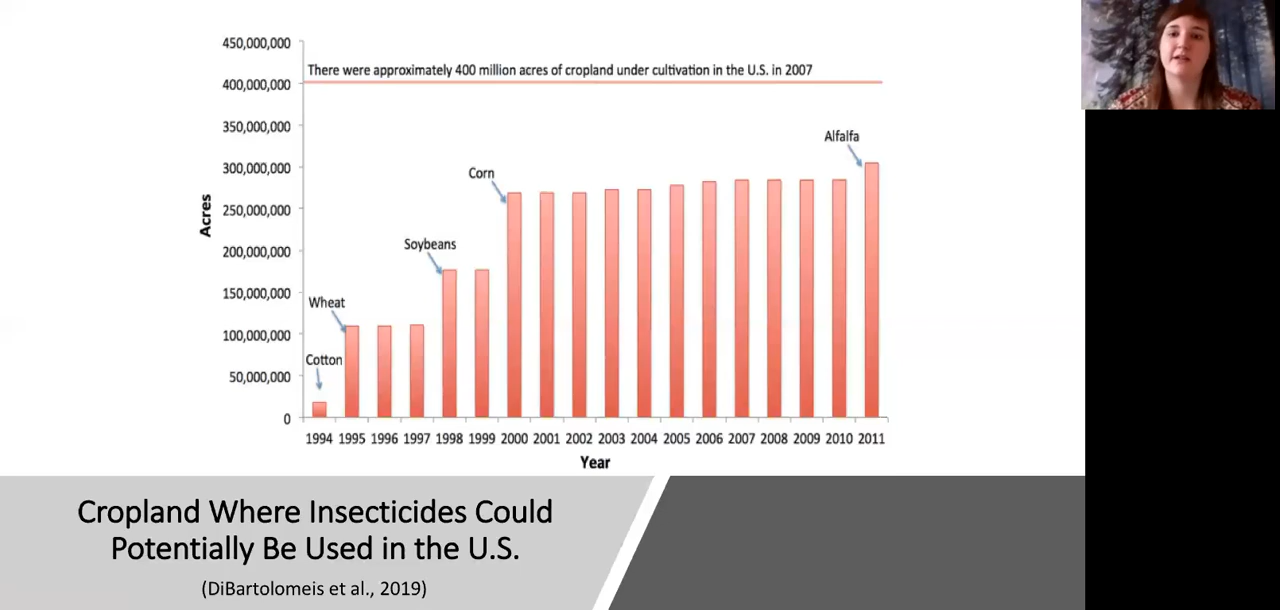 450,000,000
There were approximately 400 million acres of cropland under cultivation in the U.S. in 2007
400,000,000
350,000,000
Alfalfa
300,000,000
Corn
250,000,000
Acres
Soybeans
200,000,000
150,000,000
Wheat
100,000,000
Cotton
50,000,000
0
1994 1995 1996 1997 1998 1999 2000 2001 2002 2003 2004 2005 2006 2007 2008 2009 2010 2011
Year
Cropland Where Insecticides Could
Potentially Be Used in the U.S.
(DiBartolomeis et al., 2019)